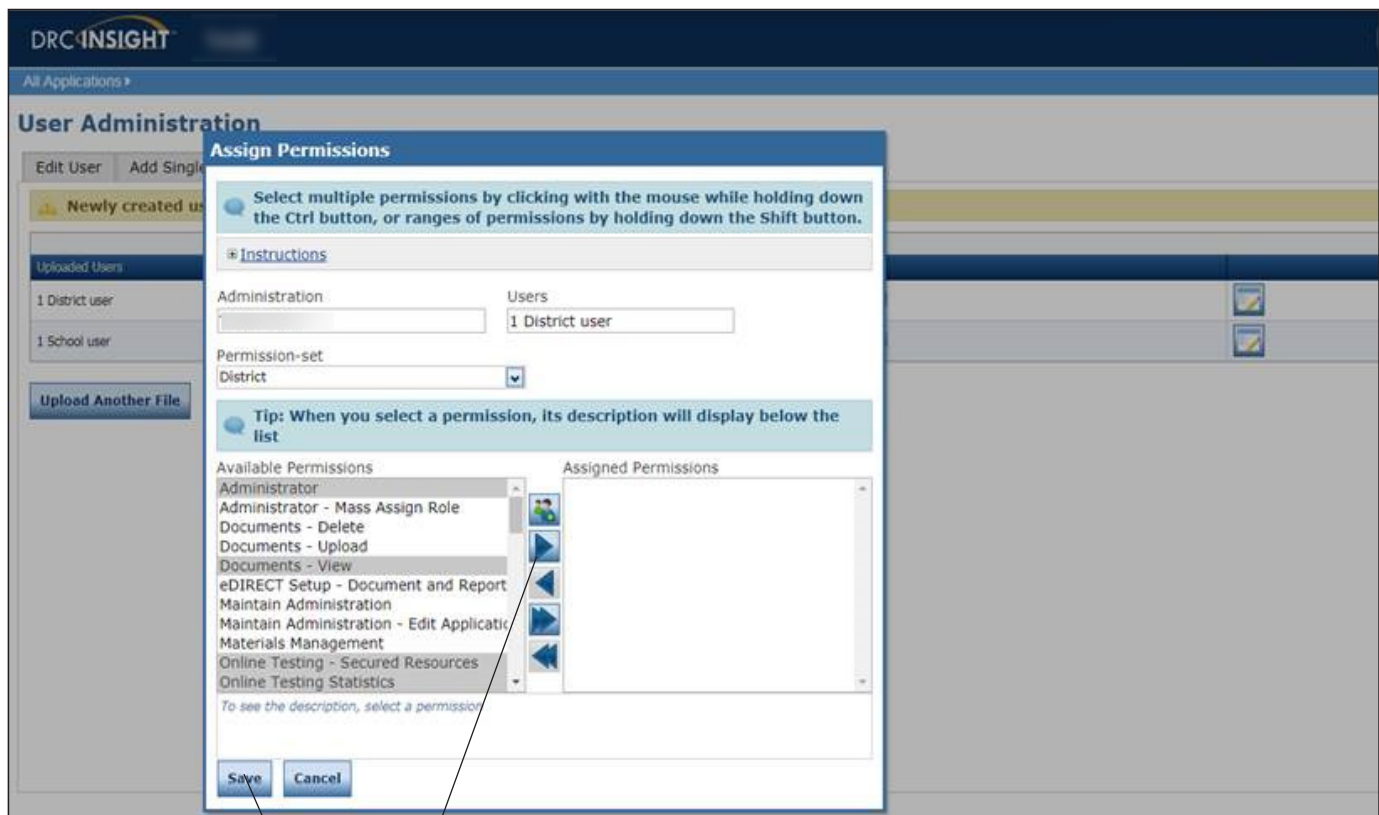 DRC INSIGHT
All Applications
User Administration
Edit User
Add Single
Newly created us
Uploaded Users
1 District user
1 School user
Upload Another File
Assign Permissions
Select multiple permissions by clicking with the mouse while holding down
the Ctrl button, or ranges of permissions by holding down the Shift button.
Instructions
Administration
Users
1 District user
Permission-set
District
Tip: When you select a permission, its description will display below the
list
Available Permissions
Administrator
Administrator - Mass Assign Role
Documents - Delete
Documents - Upload
Documents - View
eDIRECT Setup - Document and Report
Maintain Administration
Maintain Administration - Edit Applicatic
Materials Management
Online Testing - Secured Resources
Online Testing Statistics
Assigned Permissions
To see the description, select a permission
Save
Cancel